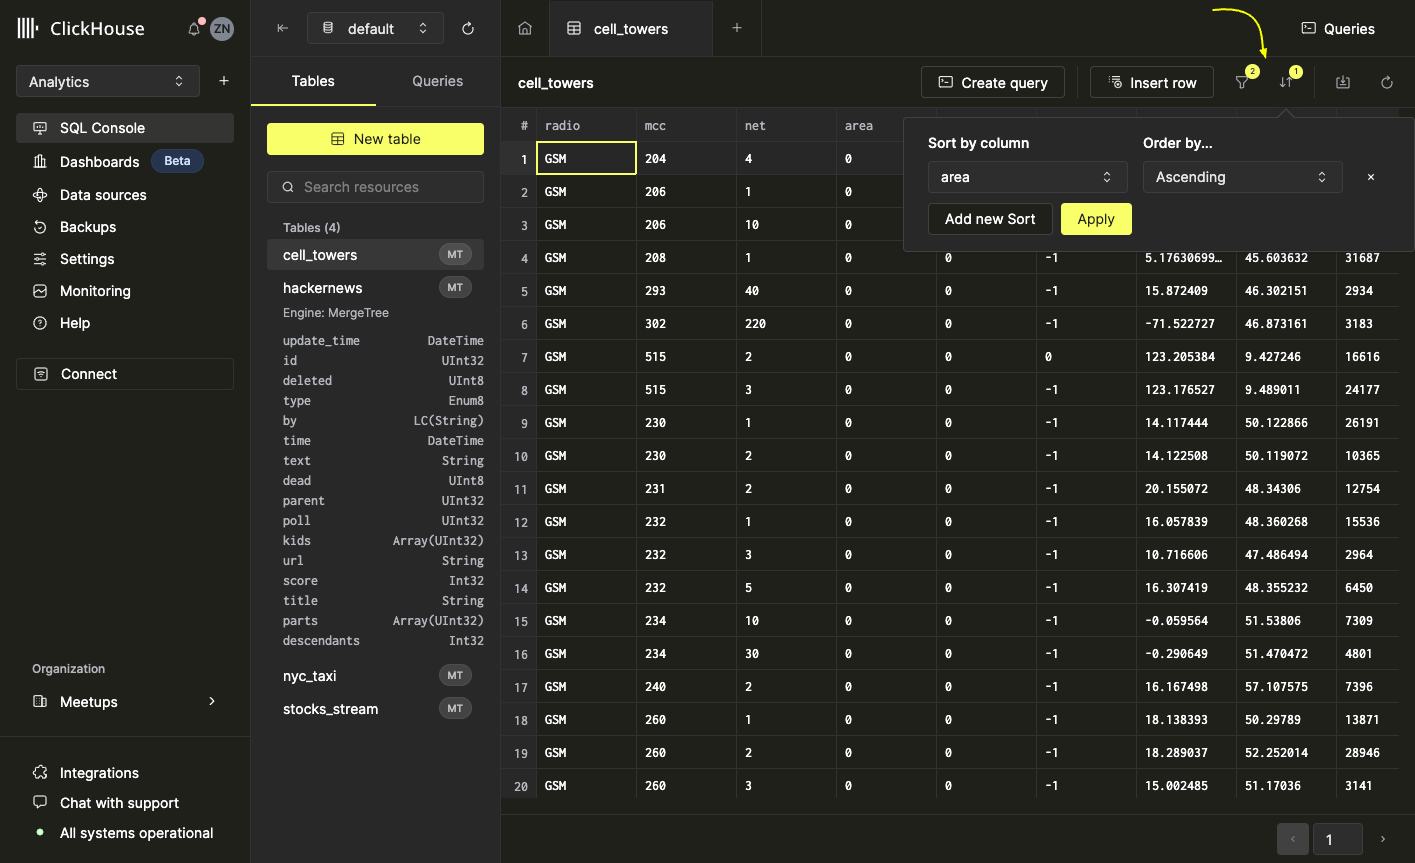 ClickHouse
ZN
Analytics
SQL Console
Dashboards Beta
Data sources
Backups
Settings
Monitoring
Help
Connect
Organization
Meetups
Integrations
Chat with support
All systems operational
default
Tables Queries
New table
Search resources
Tables (4)
cell_towers MT
hackernews MT
Engine: MergeTree
update_time DateTime
id UInt32
deleted UInt8
type Enum8
by LC(String)
time DateTime
text String
dead UInt8
parent UInt32
poll UInt32
kids Array(UInt32)
url String
score Int32
title String
parts Array(UInt32)
descendants Int32
nyc_taxi MT
stocks_stream MT
cell_towers
Queries
cell_towers Create query Insert row 2 1
Sort by column Order by...
area Ascending
Add new Sort Apply
# radio mcc net area
1 GSM 204 4 0
2 GSM 206 1 0
3 GSM 206 10 0
4 GSM 208 1 0 0 -1 5.17630699… 45.603632 31687
5 GSM 293 40 0 0 -1 15.872409 46.302151 2934
6 GSM 302 220 0 0 -1 -71.522727 46.873161 3183
7 GSM 515 2 0 0 0 123.205384 9.427246 16616
8 GSM 515 3 0 0 -1 123.176527 9.489011 24177
9 GSM 230 1 0 0 -1 14.117444 50.122866 26191
10 GSM 230 2 0 0 -1 14.122508 50.119072 10365
11 GSM 231 2 0 0 -1 20.155072 48.34306 12754
12 GSM 232 1 0 0 -1 16.057839 48.360268 15536
13 GSM 232 3 0 0 -1 10.716606 47.486494 2964
14 GSM 232 5 0 0 -1 16.307419 48.355232 6450
15 GSM 234 10 0 0 -1 -0.059564 51.53806 7309
16 GSM 234 30 0 0 -1 -0.290649 51.470472 4801
17 GSM 240 2 0 0 -1 16.167498 57.107575 7396
18 GSM 260 1 0 0 -1 18.138393 50.29789 13871
19 GSM 260 2 0 0 -1 18.289037 52.252014 28946
20 GSM 260 3 0 0 -1 15.002485 51.17036 3141
1